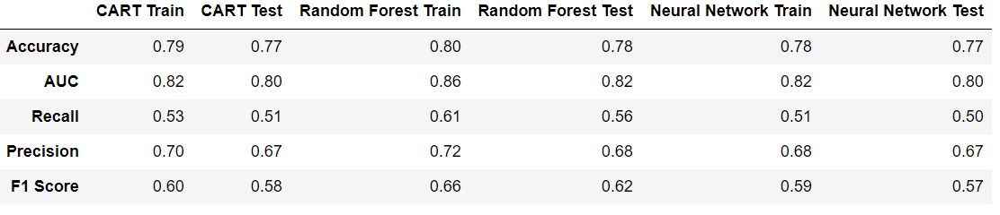 CART Train CART Test Random Forest Train Random Forest Test Neural Network Train Neural Network Test
Accuracy 0.79 0.77 0.80 0.78 0.78 0.77
AUC 0.82 0.80 0.86 0.82 0.82 0.80
Recall 0.53 0.51 0.61 0.56 0.51 0.50
Precision 0.70 0.67 0.72 0.68 0.68 0.67
F1 Score 0.60 0.58 0.66 0.62 0.59 0.57